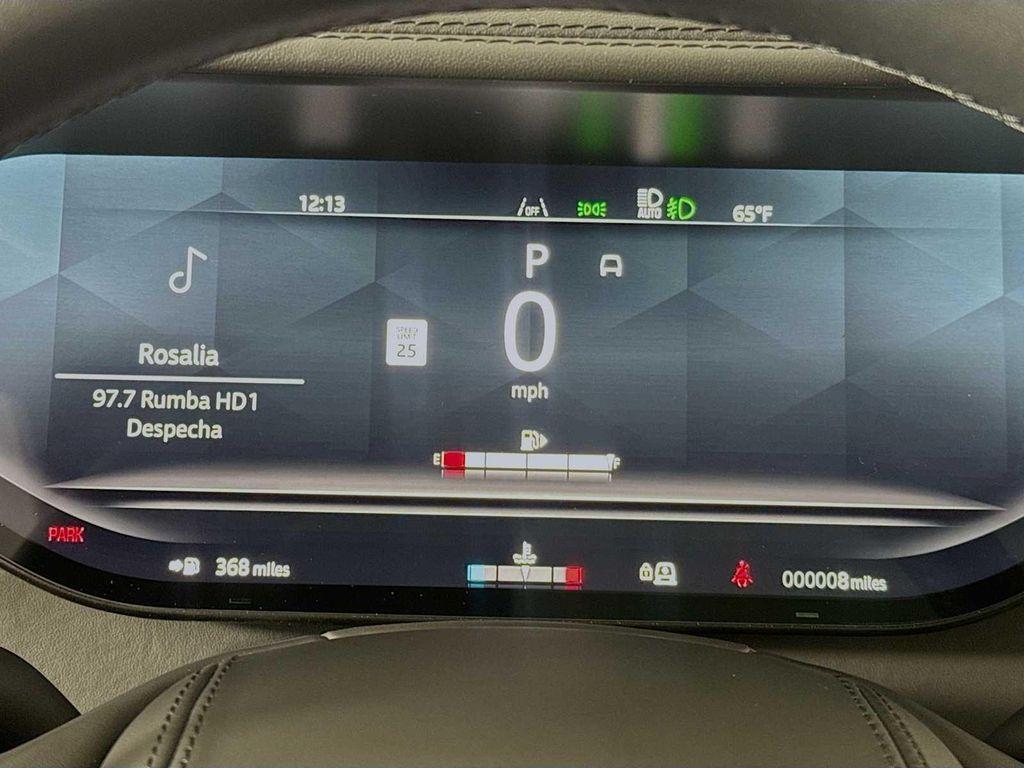 12:13
OFF
AUTO
65°F
P
0
mph
SPEED
LIMIT
25
Rosalia
97.7 Rumba HD1
Despecha
E
F
PARK
368 miles
000008 miles